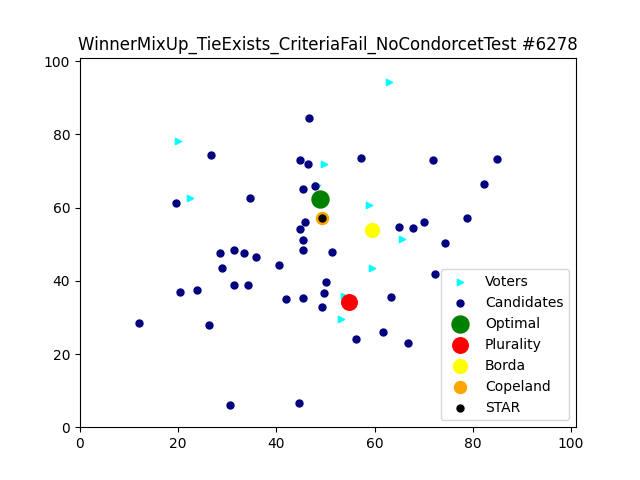 WinnerMixUp_TieExists_CriteriaFail_NoCondorcetTest #6278
100
80
60
40
20
0
0 20 40 60 80 100
Voters
Candidates
Optimal
Plurality
Borda
Copeland
STAR